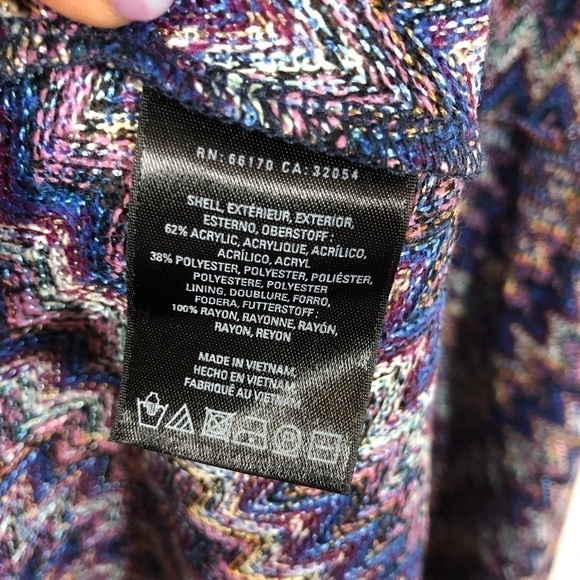 RN: 66170 CA: 32054
SHELL, EXTÉRIEUR, EXTERIOR,
ESTERNO, OBERSTOFF :
62% ACRYLIC, ACRYLIQUE, ACRÍLICO,
ACRÍLICO, ACRYL
38% POLYESTER, POLYESTER, POLIÉSTER,
POLYESTERE, POLYESTER
LINING, DOUBLURE, FORRO,
FODERA, FUTTERSTOFF :
100% RAYON, RAYONNE, RAYÓN,
RAYON, REYON
MADE IN VIETNAM.
HECHO EN VIETNAM.
FABRIQUÉ AU VIETNAM.